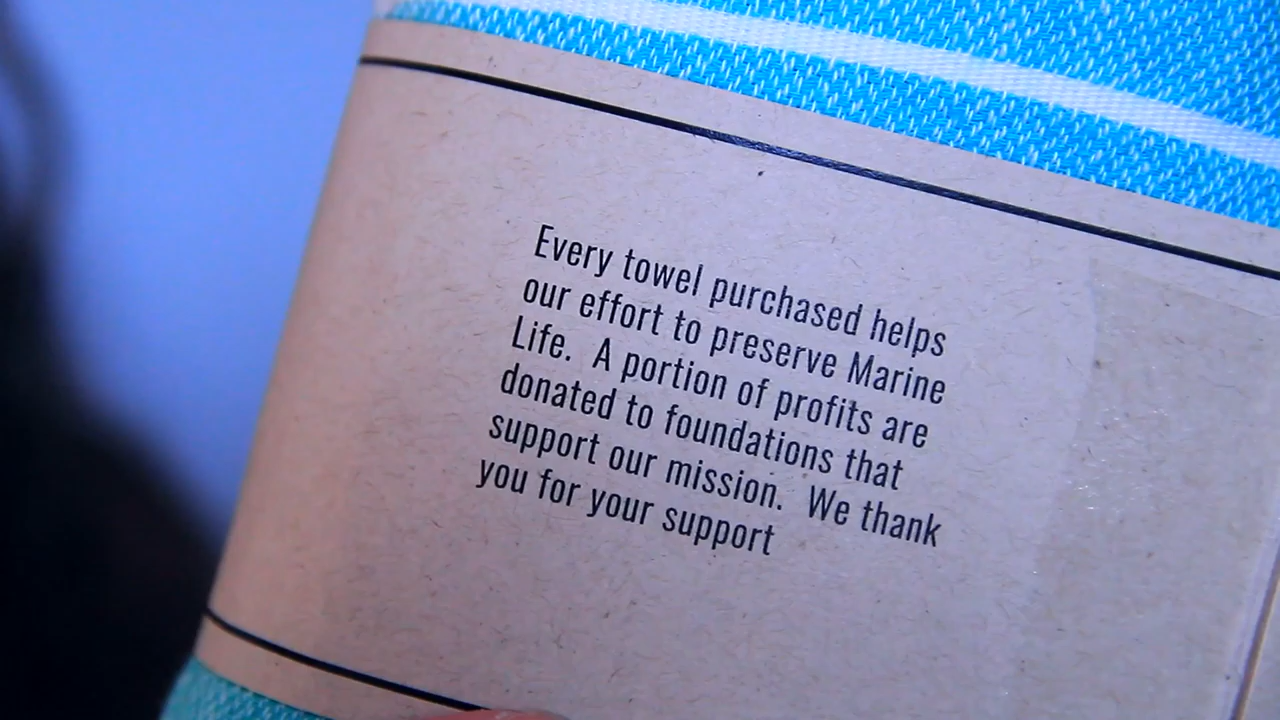 Every towel purchased helps
our effort to preserve Marine
Life.  A portion of profits are
donated to foundations that
support our mission.  We thank
you for your support